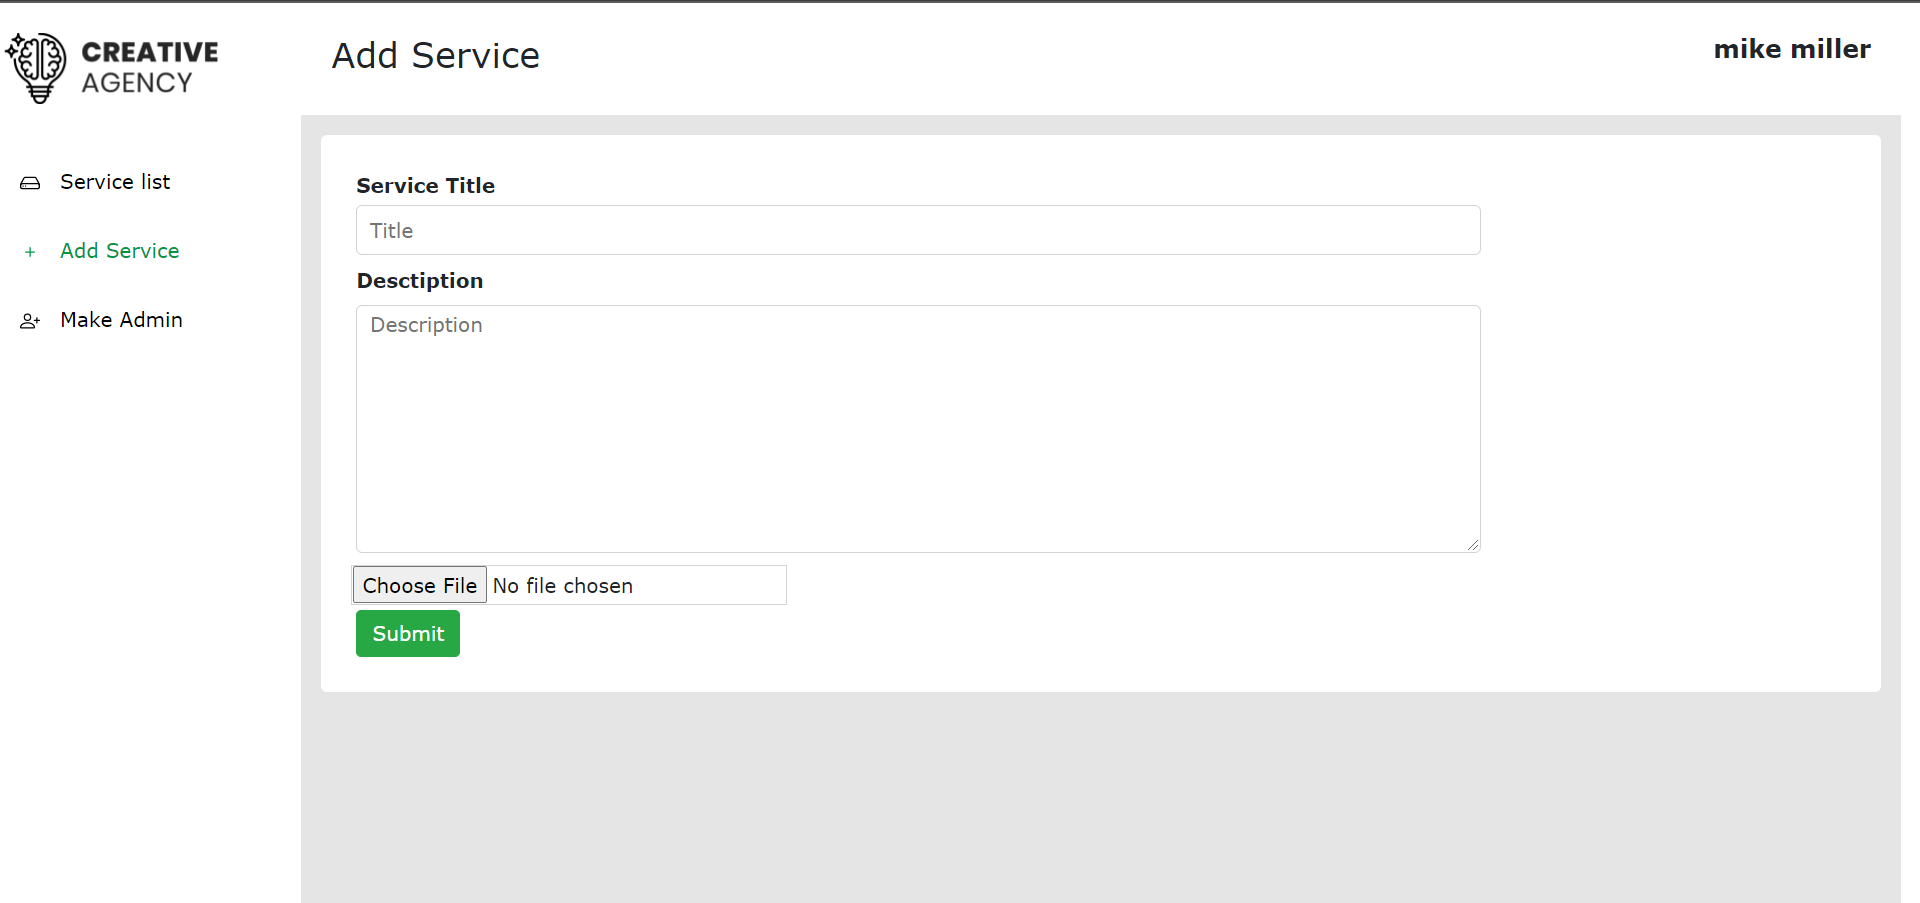 CREATIVE
AGENCY
Add Service
mike miller
Service list
+ Add Service
Make Admin
Service Title
Title
Desctiption
Description
Choose File No file chosen
Submit